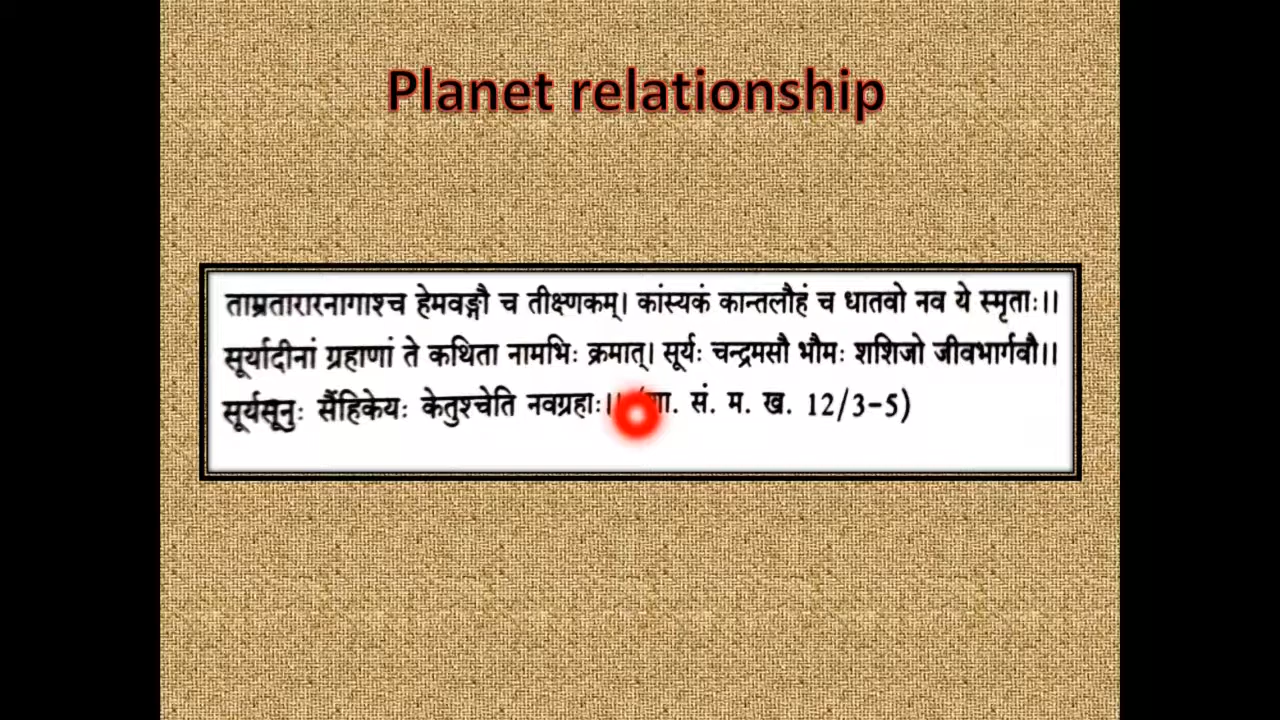 Planet relationship
ताम्रतारारनागाश्च हेमवङ्गौ च तीक्ष्णकम्। कांस्यकं कान्तलौहं च धातवो नव ये स्मृताः।।
सूर्यादीनां ग्रहाणां ते कथिता नामभिः क्रमात्। सूर्यः चन्द्रमसौ भौमः शशिजो जीवभार्गवौ।।
सूर्यसूनुः सैंहिकेयः केतुश्चेति नवग्रहाः।। सं. म. ख. 12/3-5)